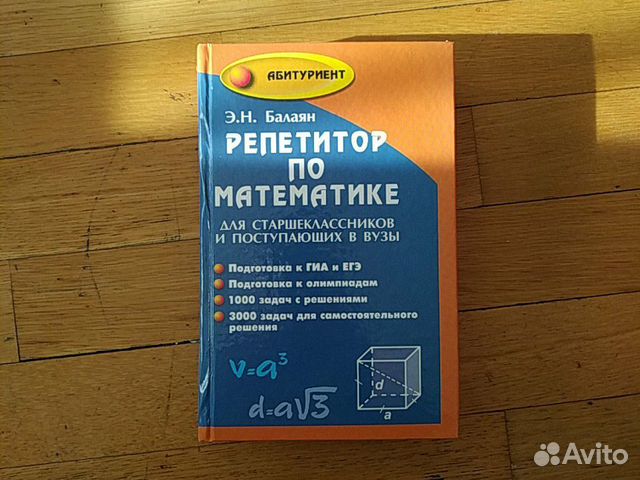 АБИТУРИЕНТ
Э.Н. Балаян
РЕПЕТИТОР
ПО
МАТЕМАТИКЕ
ДЛЯ СТАРШЕКЛАССНИКОВ
И ПОСТУПАЮЩИХ В ВУЗЫ
Подготовка к ГИА и ЕГЭ
Подготовка к олимпиадам
1000 задач с решениями
3000 задач для самостоятельного
решения
v=a³
d=a√3
d
a
Avito